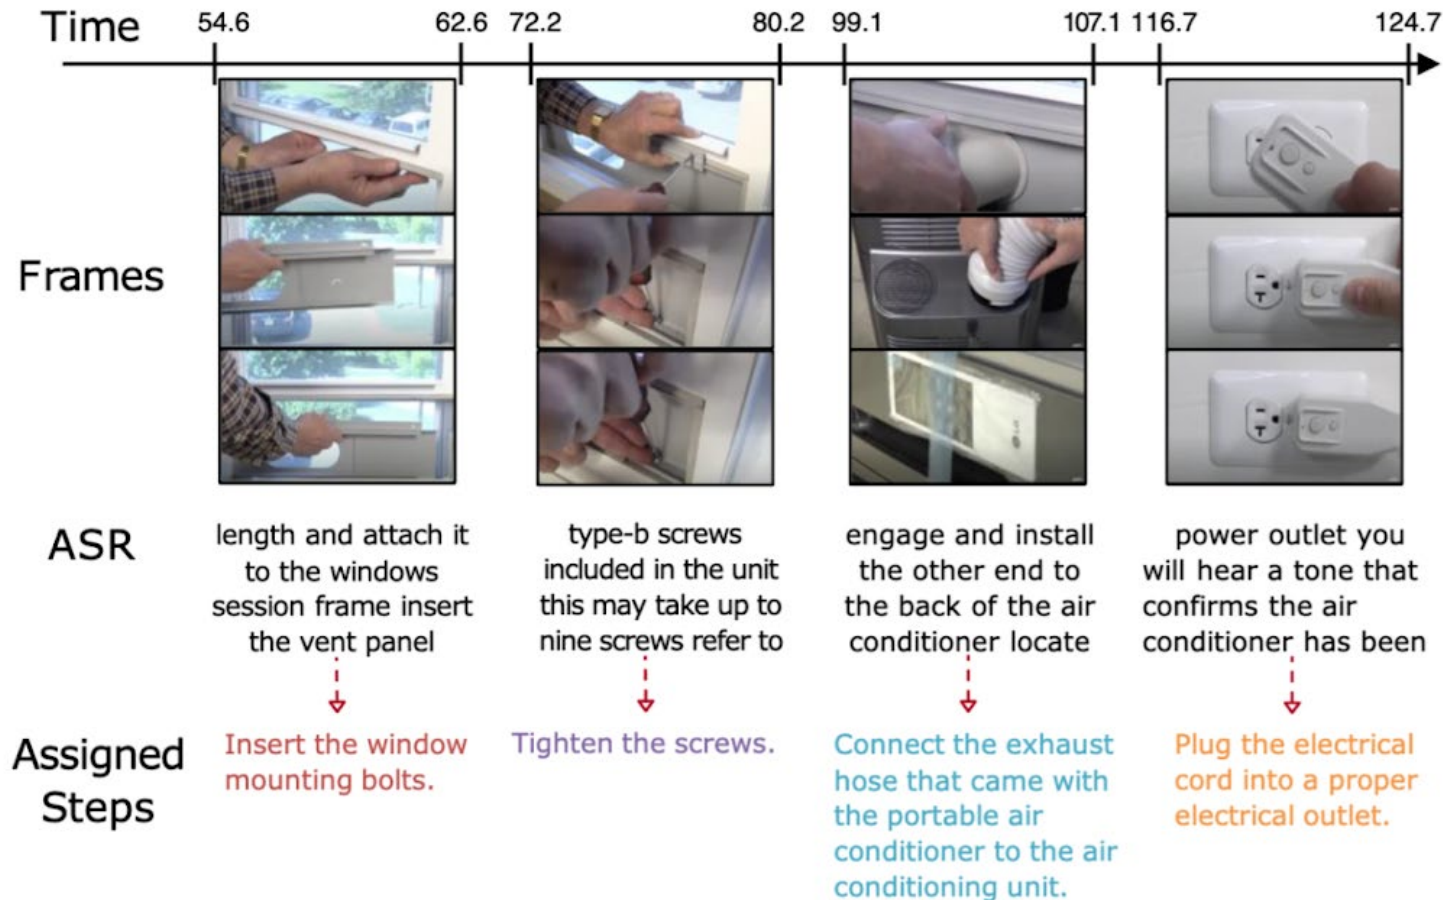 Time
54.6 62.6 72.2 80.2 99.1 107.1 116.7 124.7
Frames
LG
ASR
length and attach it
to the windows
session frame insert
the vent panel
type-b screws
included in the unit
this may take up to
nine screws refer to
engage and install
the other end to
the back of the air
conditioner locate
power outlet you
will hear a tone that
confirms the air
conditioner has been
Assigned
Steps
Insert the window
mounting bolts.
Tighten the screws.
Connect the exhaust
hose that came with
the portable air
conditioner to the air
conditioning unit.
Plug the electrical
cord into a proper
electrical outlet.